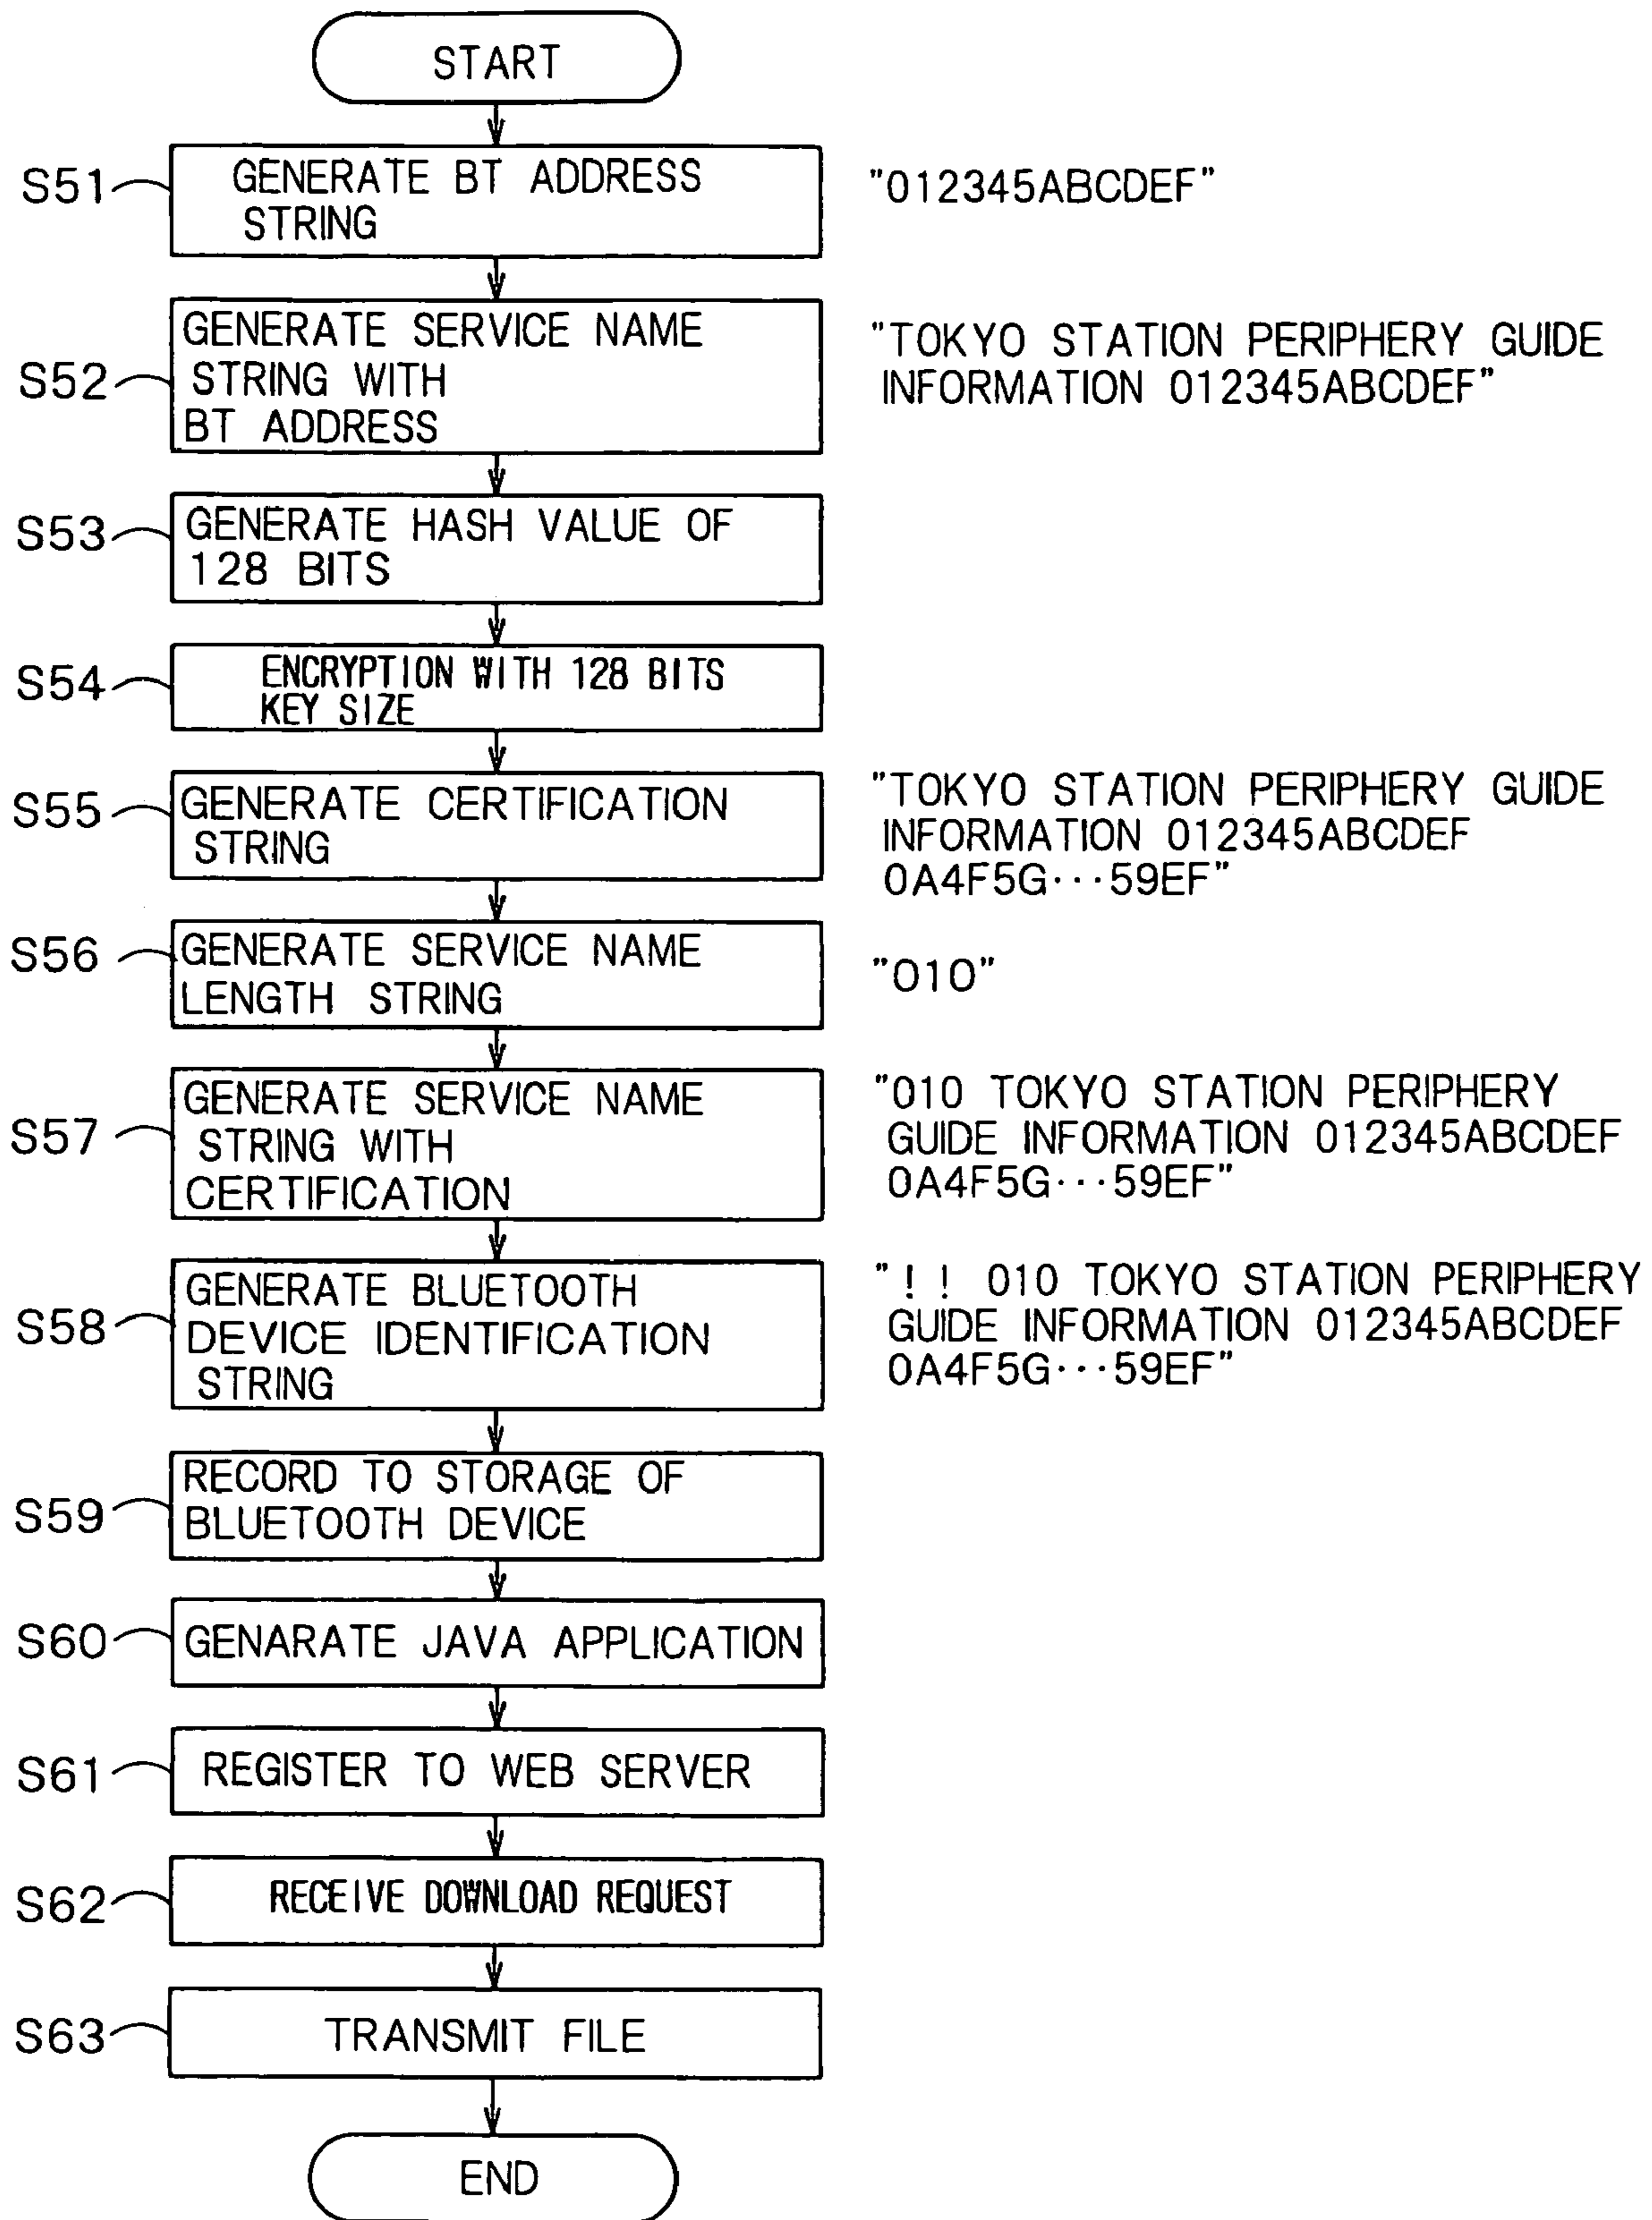 START
S51
GENERATE BT ADDRESS
STRING
"012345ABCDEF"
S52
GENERATE SERVICE NAME
STRING WITH
BT ADDRESS
"TOKYO STATION PERIPHERY GUIDE
INFORMATION 012345ABCDEF"
S53
GENERATE HASH VALUE OF
128 BITS
S54
ENCRYPTION WITH 128 BITS
KEY SIZE
S55
GENERATE CERTIFICATION
STRING
"TOKYO STATION PERIPHERY GUIDE
INFORMATION 012345ABCDEF
0A4F5G···59EF"
S56
GENERATE SERVICE NAME
LENGTH STRING
"010"
S57
GENERATE SERVICE NAME
STRING WITH
CERTIFICATION
"010 TOKYO STATION PERIPHERY
GUIDE INFORMATION 012345ABCDEF
0A4F5G···59EF"
S58
GENERATE BLUETOOTH
DEVICE IDENTIFICATION
STRING
"!! 010 TOKYO STATION PERIPHERY
GUIDE INFORMATION 012345ABCDEF
0A4F5G···59EF"
S59
RECORD TO STORAGE OF
BLUETOOTH DEVICE
S60
GENARATE JAVA APPLICATION
S61
REGISTER TO WEB SERVER
S62
RECEIVE DOWNLOAD REQUEST
S63
TRANSMIT FILE
END